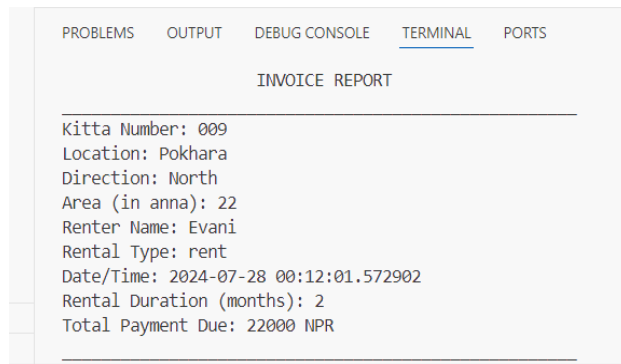 PROBLEMS OUTPUT DEBUG CONSOLE TERMINAL PORTS
INVOICE REPORT
Kitta Number: 009
Location: Pokhara
Direction: North
Area (in anna): 22
Renter Name: Evani
Rental Type: rent
Date/Time: 2024-07-28 00:12:01.572902
Rental Duration (months): 2
Total Payment Due: 22000 NPR